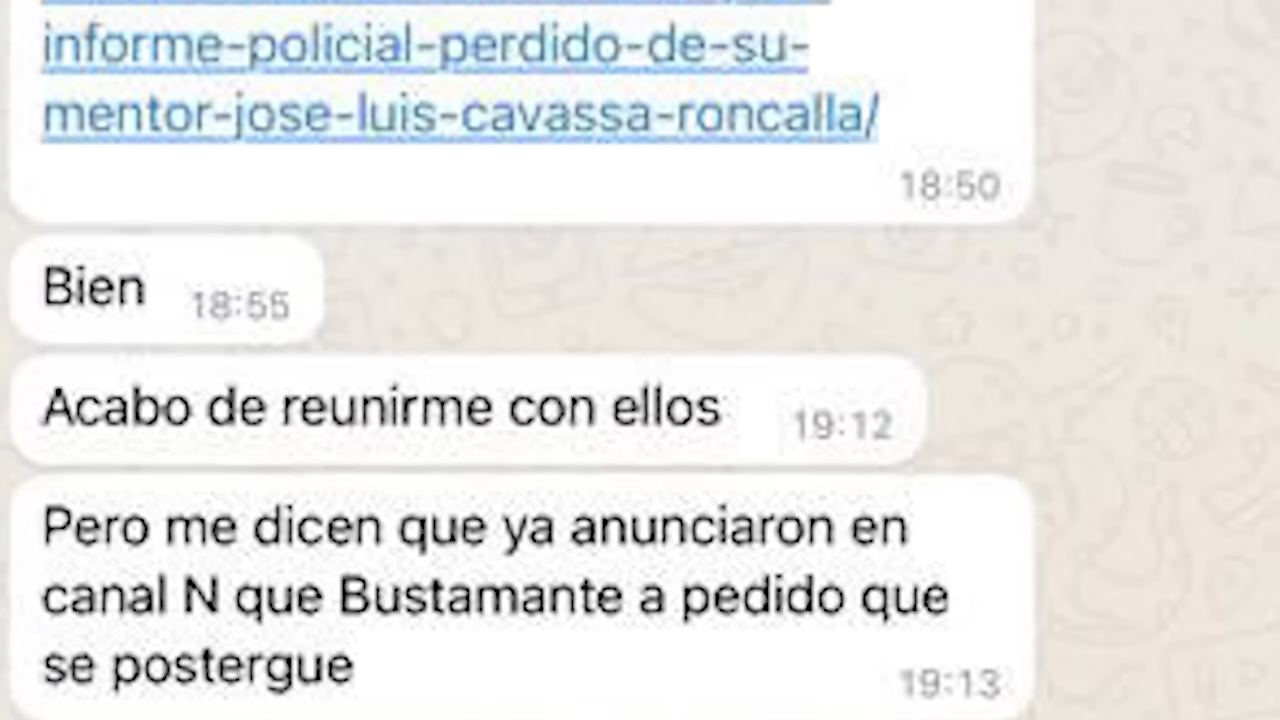 informe-policial-perdido-de-su-
mentor-jose-luis-cavassa-roncalla/
18:50
Bien 18:55
Acabo de reunirme con ellos 19:12
Pero me dicen que ya anunciaron en
canal N que Bustamante a pedido que
se postergue 19:13